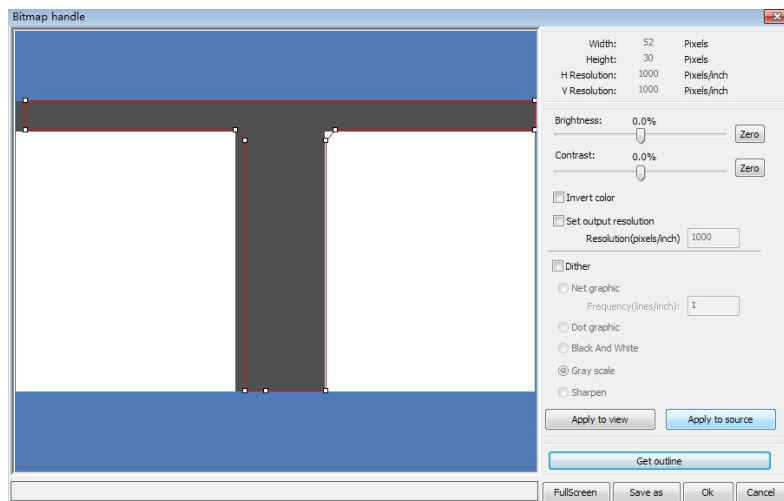 Bitmap handle
Width: 52 Pixels
Height: 30 Pixels
H Resolution: 1000 Pixels/inch
V Resolution: 1000 Pixels/inch
Brightness: 0.0%
Zero
Contrast: 0.0%
Zero
Invert color
Set output resolution
Resolution(pixels/inch) 1000
Dither
Net graphic
Frequency(lines/inch): 1
Dot graphic
Black And White
Gray scale
Sharpen
Apply to view Apply to source
Get outline
FullScreen Save as Ok Cancel